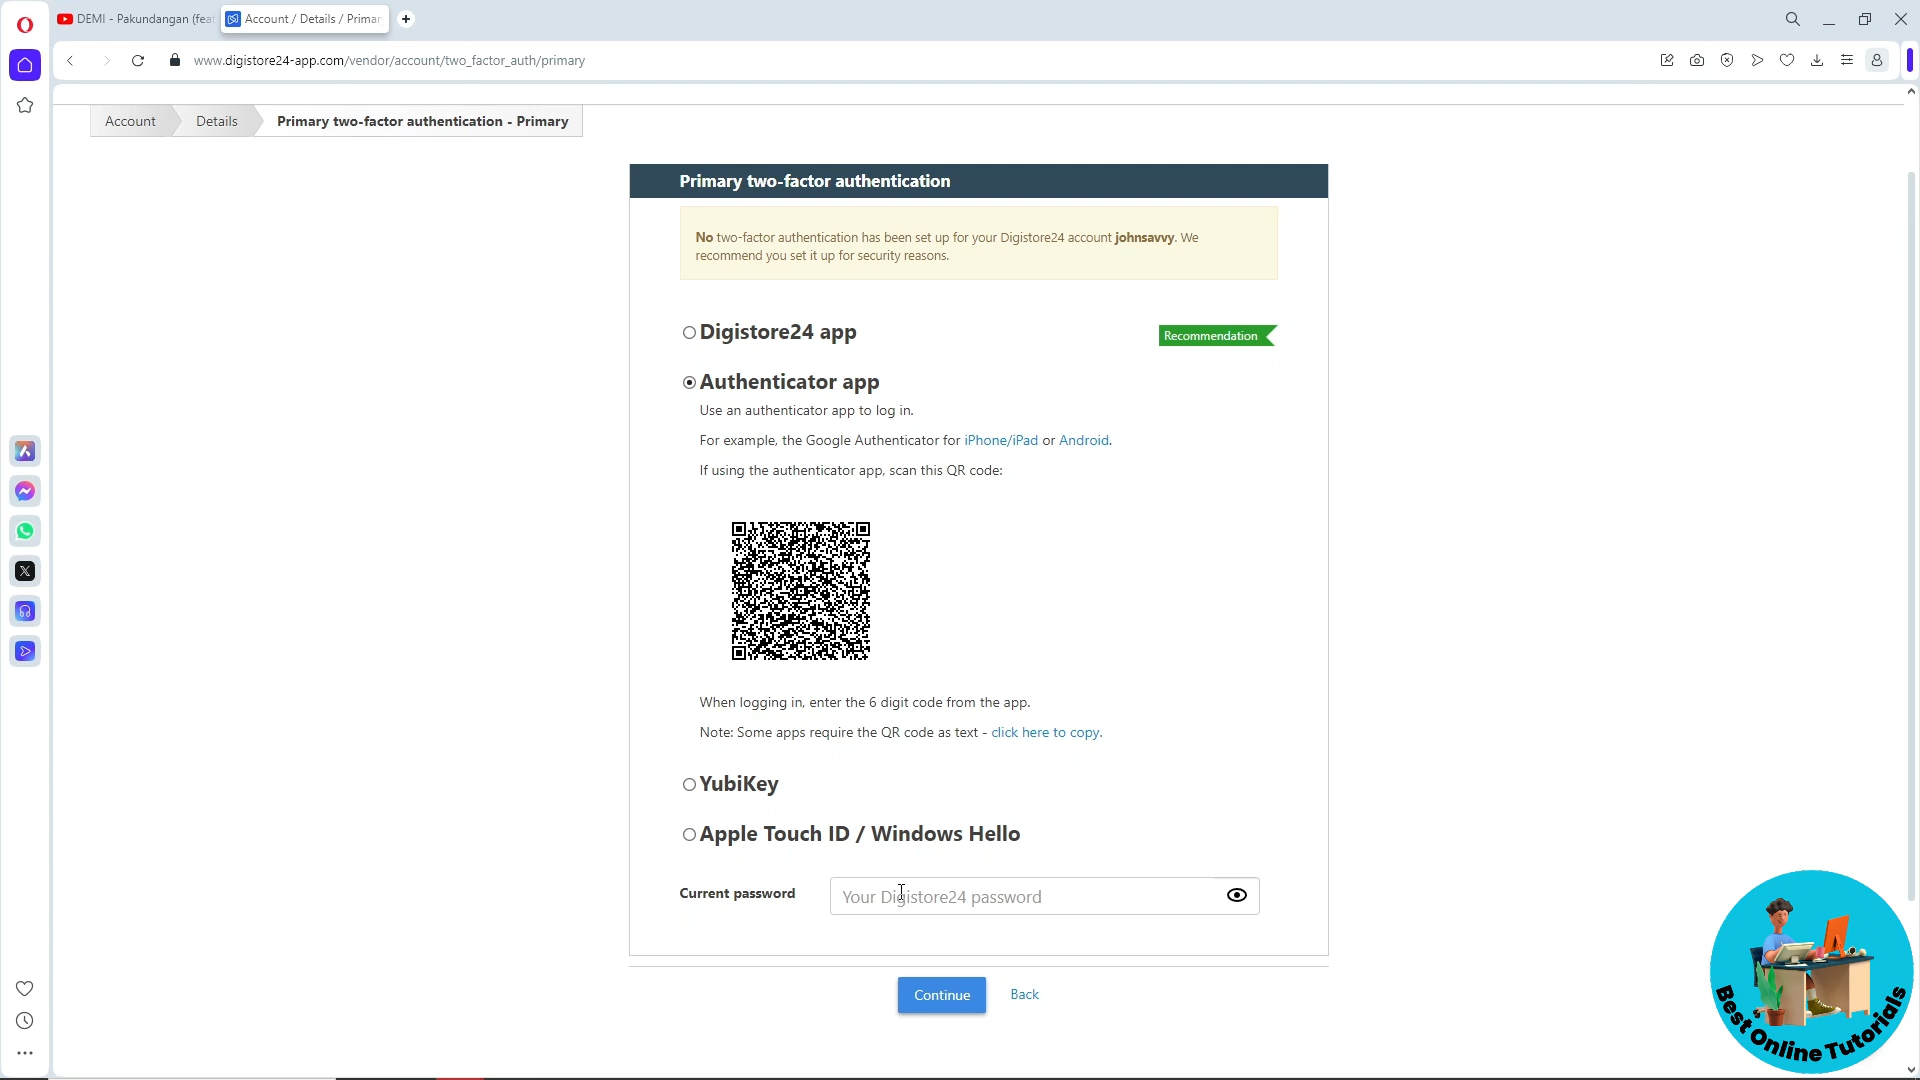 DEMI - Pakundangan (feat
Account / Details / Primar
www.digistore24-app.com/vendor/account/two_factor_auth/primary
Account
Details
Primary two-factor authentication - Primary
Primary two-factor authentication
No two-factor authentication has been set up for your Digistore24 account johnsavvy. We
recommend you set it up for security reasons.
Digistore24 app
Recommendation
Authenticator app
Use an authenticator app to log in.
For example, the Google Authenticator for iPhone/iPad or Android.
If using the authenticator app, scan this QR code:
When logging in, enter the 6 digit code from the app.
Note: Some apps require the QR code as text - click here to copy.
YubiKey
Apple Touch ID / Windows Hello
Current password
Your Digistore24 password
Continue
Back
Best Online Tutorials